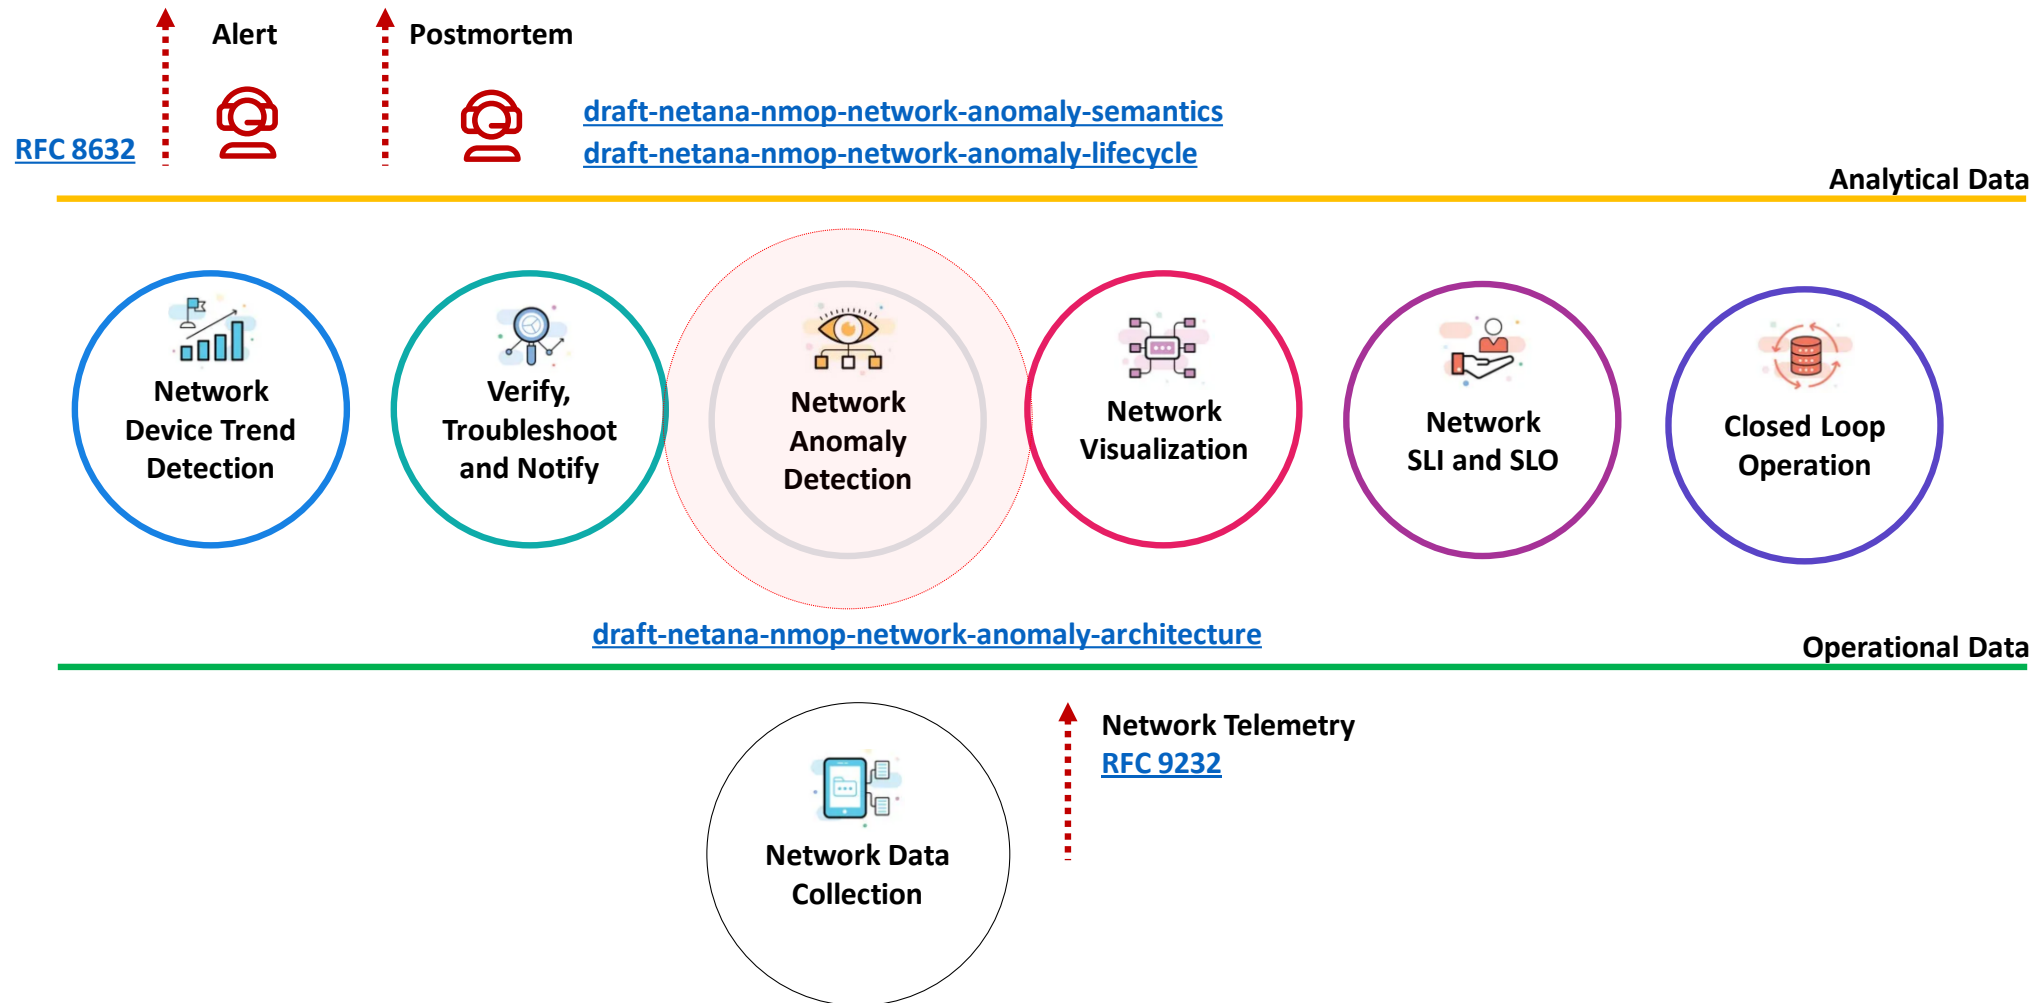 Alert
Postmortem
RFC 8632
draft-netana-nmop-network-anomaly-semantics
draft-netana-nmop-network-anomaly-lifecycle
Analytical Data
Network
Device Trend
Detection
Verify,
Troubleshoot
and Notify
Network
Anomaly
Detection
Network
Visualization
Network
SLI and SLO
Closed Loop
Operation
draft-netana-nmop-network-anomaly-architecture
Operational Data
Network Telemetry
RFC 9232
Network Data
Collection